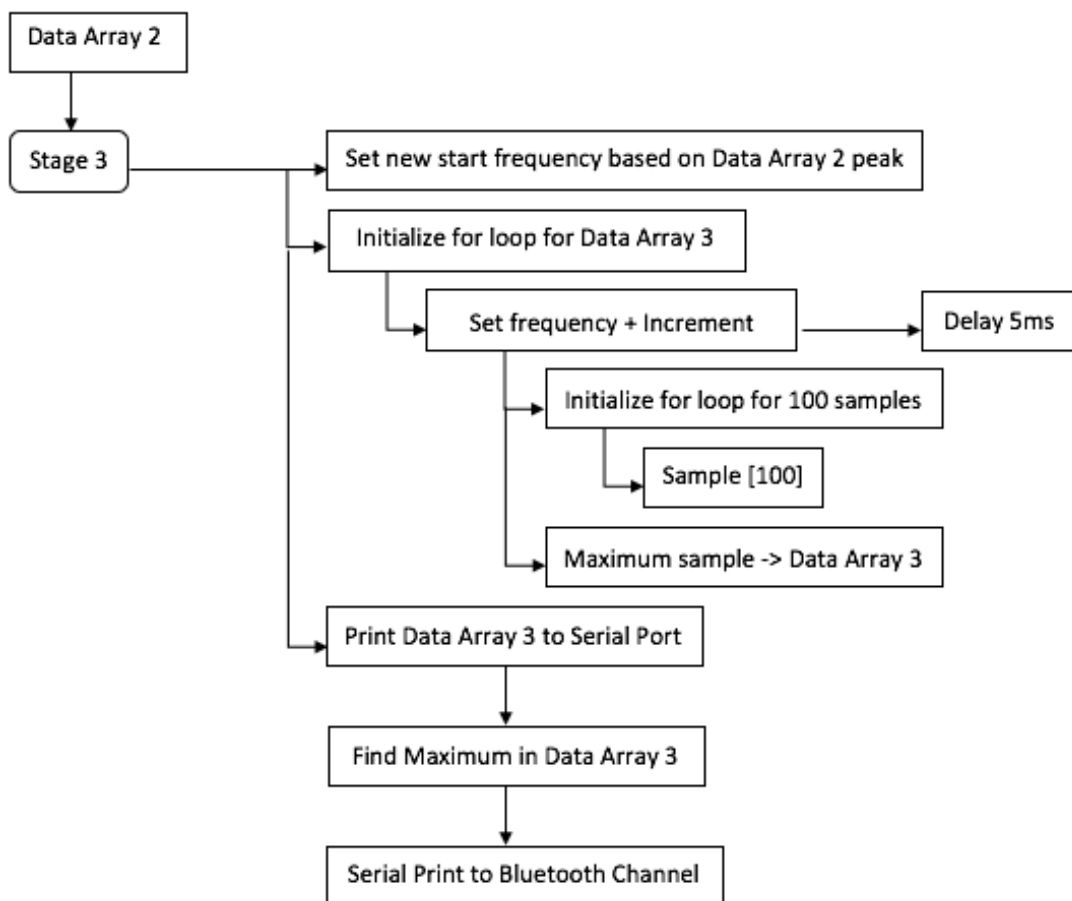 Data Array 2
Stage 3
Set new start frequency based on Data Array 2 peak
Initialize for loop for Data Array 3
Set frequency + Increment
Delay 5ms
Initialize for loop for 100 samples
Sample [100]
Maximum sample -> Data Array 3
Print Data Array 3 to Serial Port
Find Maximum in Data Array 3
Serial Print to Bluetooth Channel